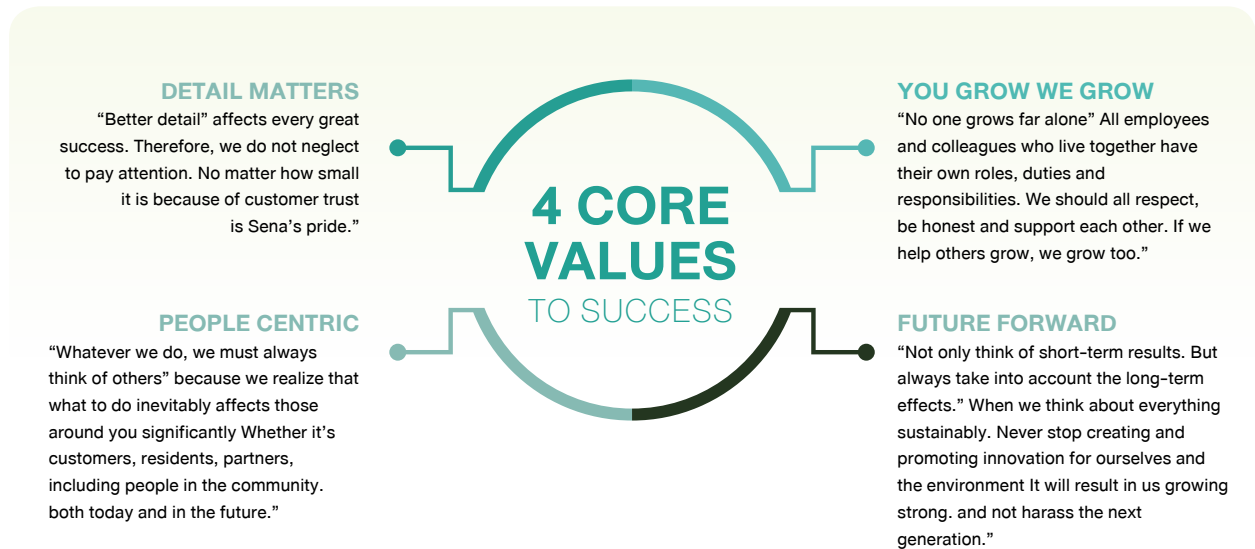 DETAIL MATTERS
“Better detail” affects every great
success. Therefore, we do not neglect
to pay attention. No matter how small
it is because of customer trust
is Sena’s pride.”
YOU GROW WE GROW
“No one grows far alone” All employees
and colleagues who live together have
their own roles, duties and
responsibilities. We should all respect,
be honest and support each other. If we
help others grow, we grow too.”
4 CORE
VALUES
TO SUCCESS
PEOPLE CENTRIC
“Whatever we do, we must always
think of others” because we realize that
what to do inevitably affects those
around you significantly Whether it’s
customers, residents, partners,
including people in the community.
both today and in the future.”
FUTURE FORWARD
“Not only think of short-term results. But
always take into account the long-term
effects.” When we think about everything
sustainably. Never stop creating and
promoting innovation for ourselves and
the environment It will result in us growing
strong. and not harass the next
generation.”